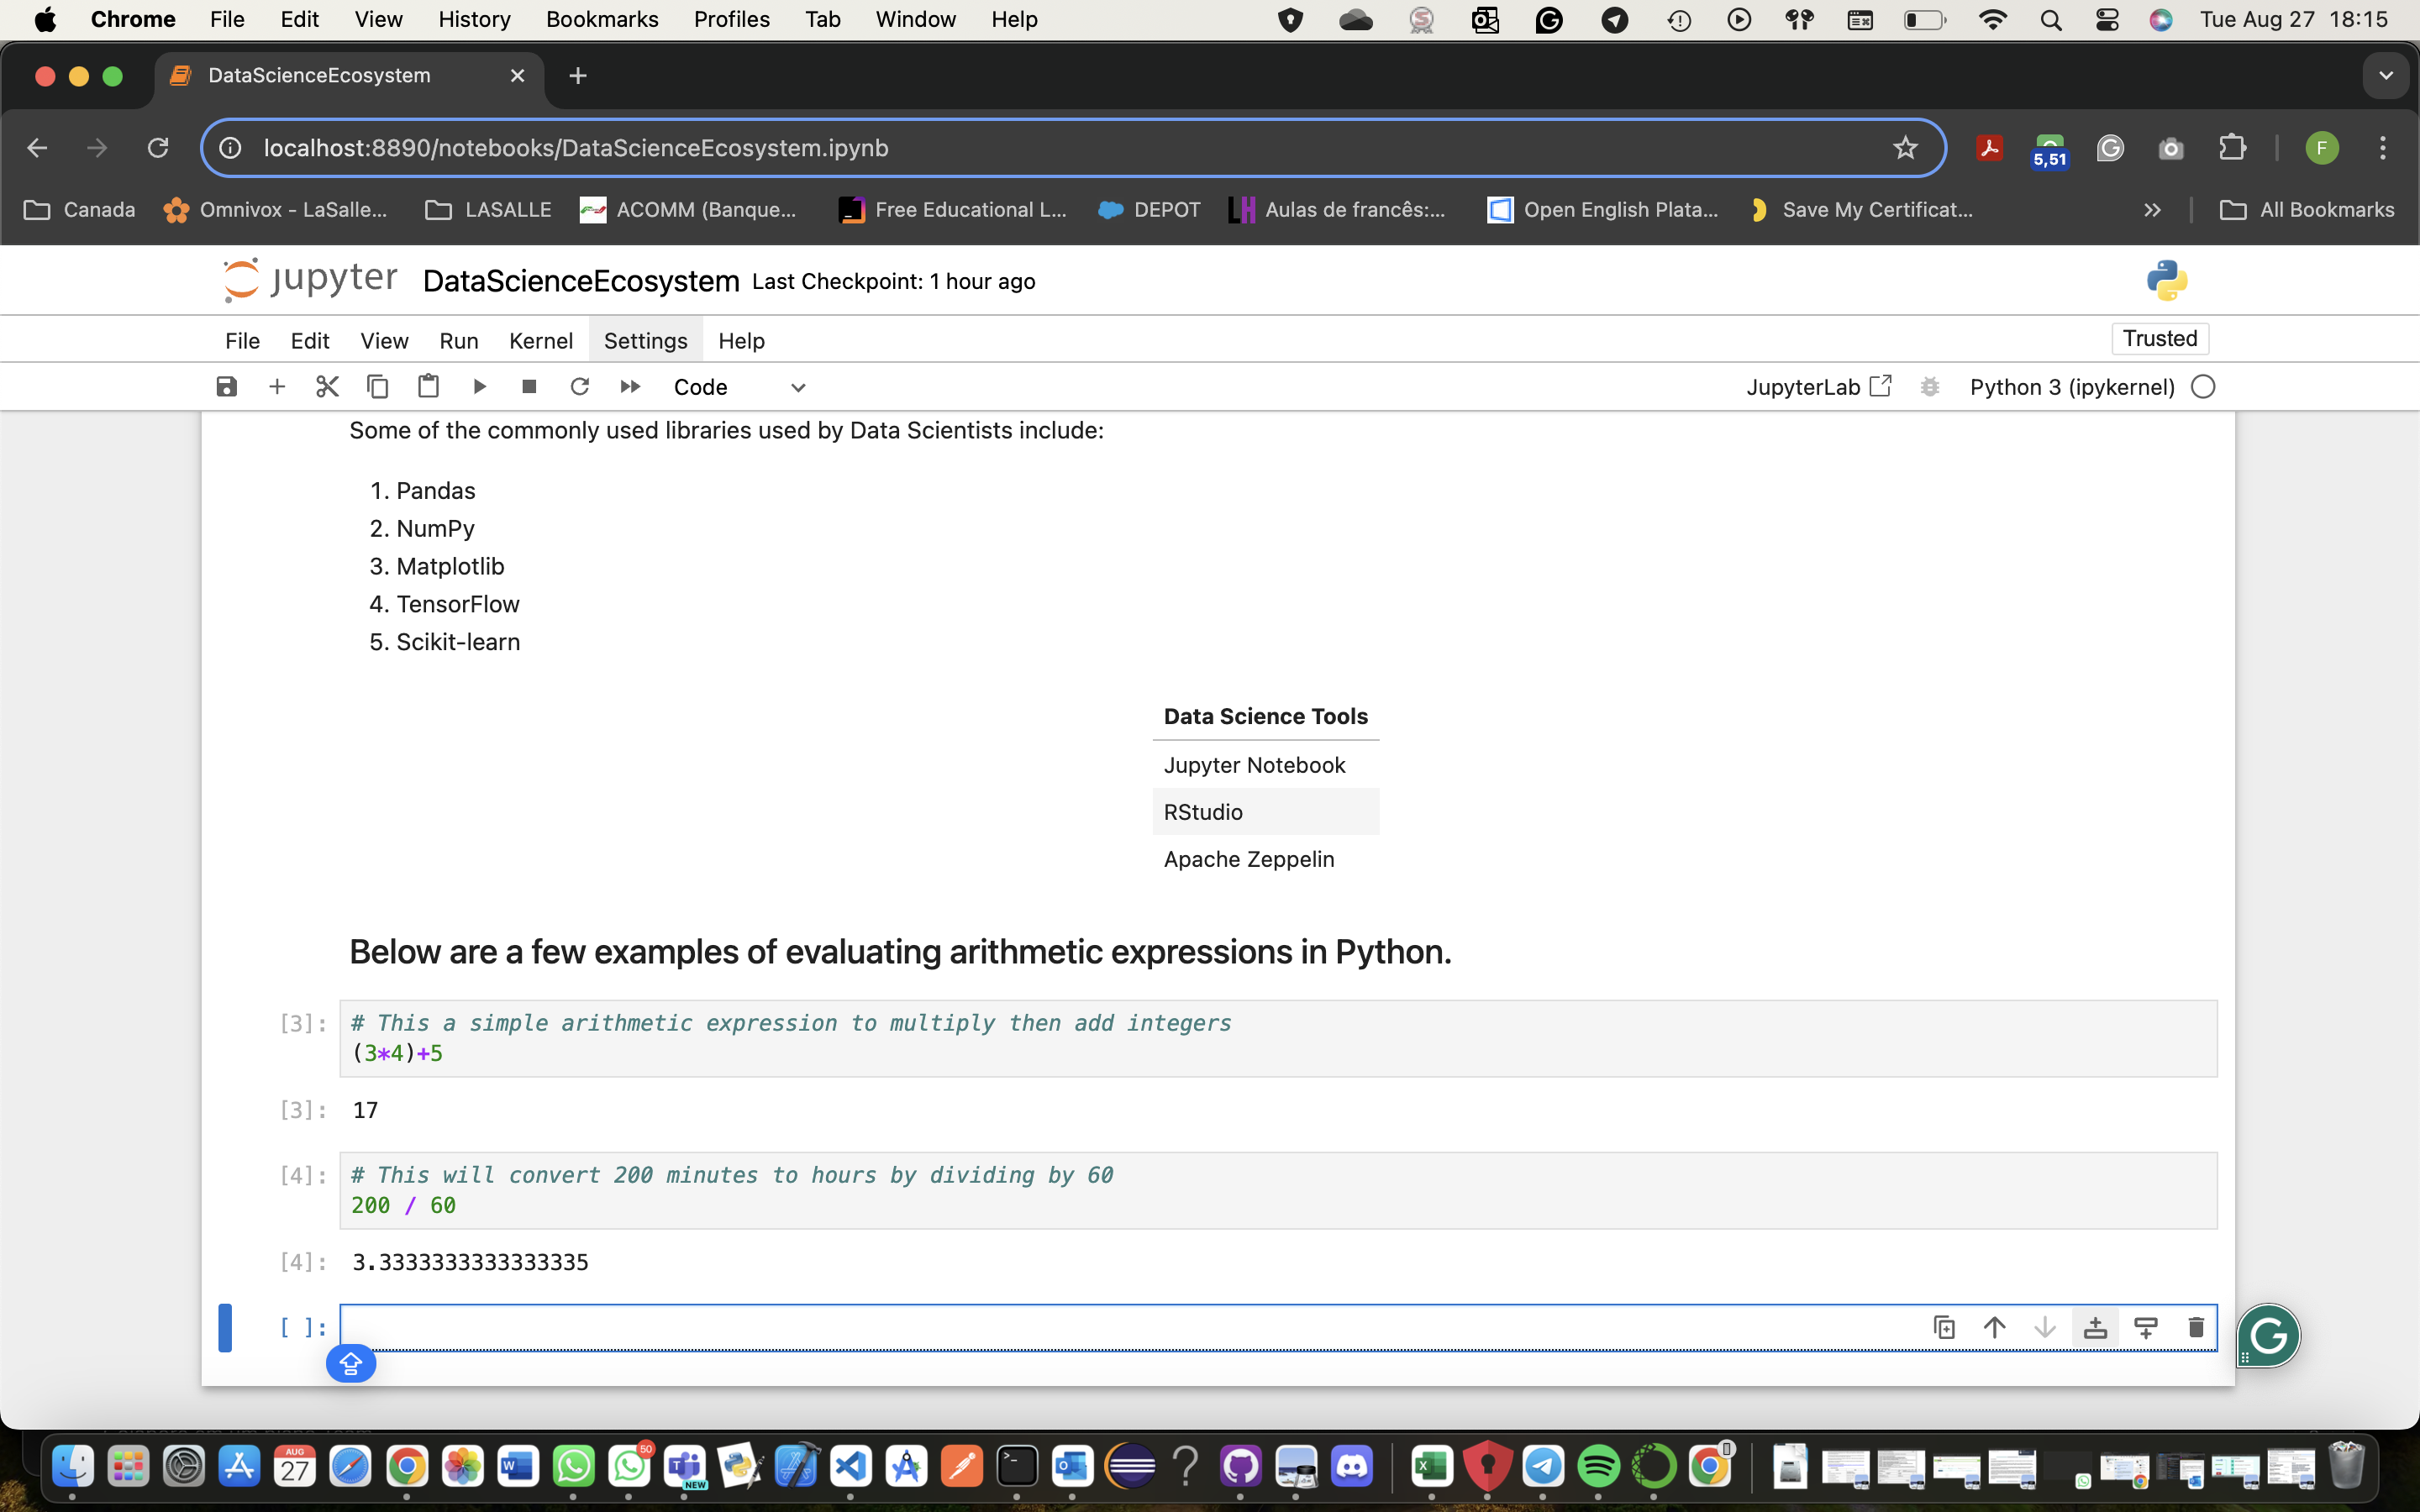 Chrome File Edit View History Bookmarks Profiles Tab Window Help Tue Aug 27 18:15
DataScienceEcosystem
localhost:8890/notebooks/DataScienceEcosystem.ipynb 5,51 F
Canada Omnivox - LaSalle... LASALLE ACOMM (Banque... Free Educational L... DEPOT Aulas de francês:... Open English Plata... Save My Certificat... All Bookmarks
jupyter DataScienceEcosystem Last Checkpoint: 1 hour ago
File Edit View Run Kernel Settings Help Trusted
Code JupyterLab Python 3 (ipykernel)
Some of the commonly used libraries used by Data Scientists include:
1. Pandas
2. NumPy
3. Matplotlib
4. TensorFlow
5. Scikit-learn
Data Science Tools
Jupyter Notebook
RStudio
Apache Zeppelin
Below are a few examples of evaluating arithmetic expressions in Python.
[3]: # This a simple arithmetic expression to multiply then add integers
(3*4)+5
[3]: 17
[4]: # This will convert 200 minutes to hours by dividing by 60
200 / 60
[4]: 3.3333333333333335
[ ]:
AUG
27
50
NEW